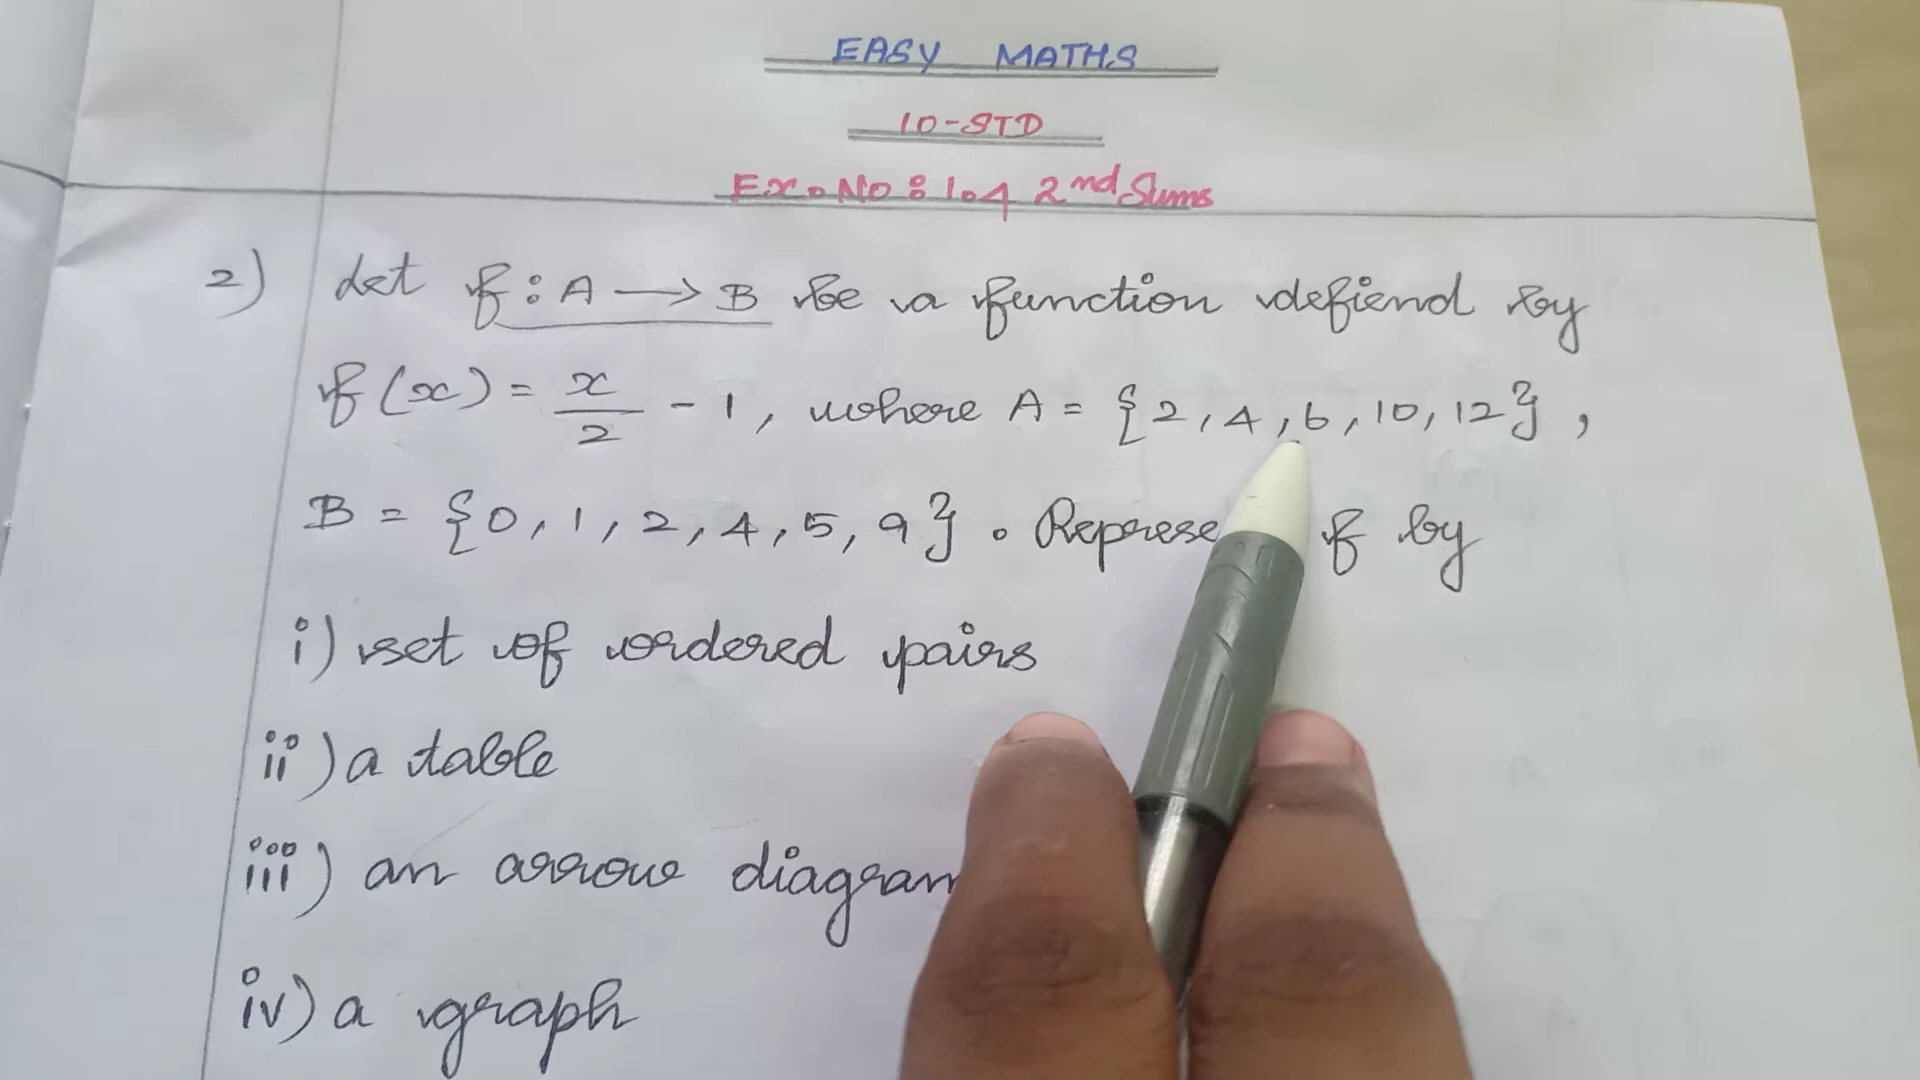 EASY MATHS
10-STD
Ex.No: 1.4 2nd Sums
2) Let f : A → B be a function defiend by
f(x) = x/2 - 1, where A = {2, 4, 6, 10, 12},
B = {0, 1, 2, 4, 5, 9}. Represe f by
i) set of ordered pairs
ii) a table
iii) an arrow diagram
iv) a graph